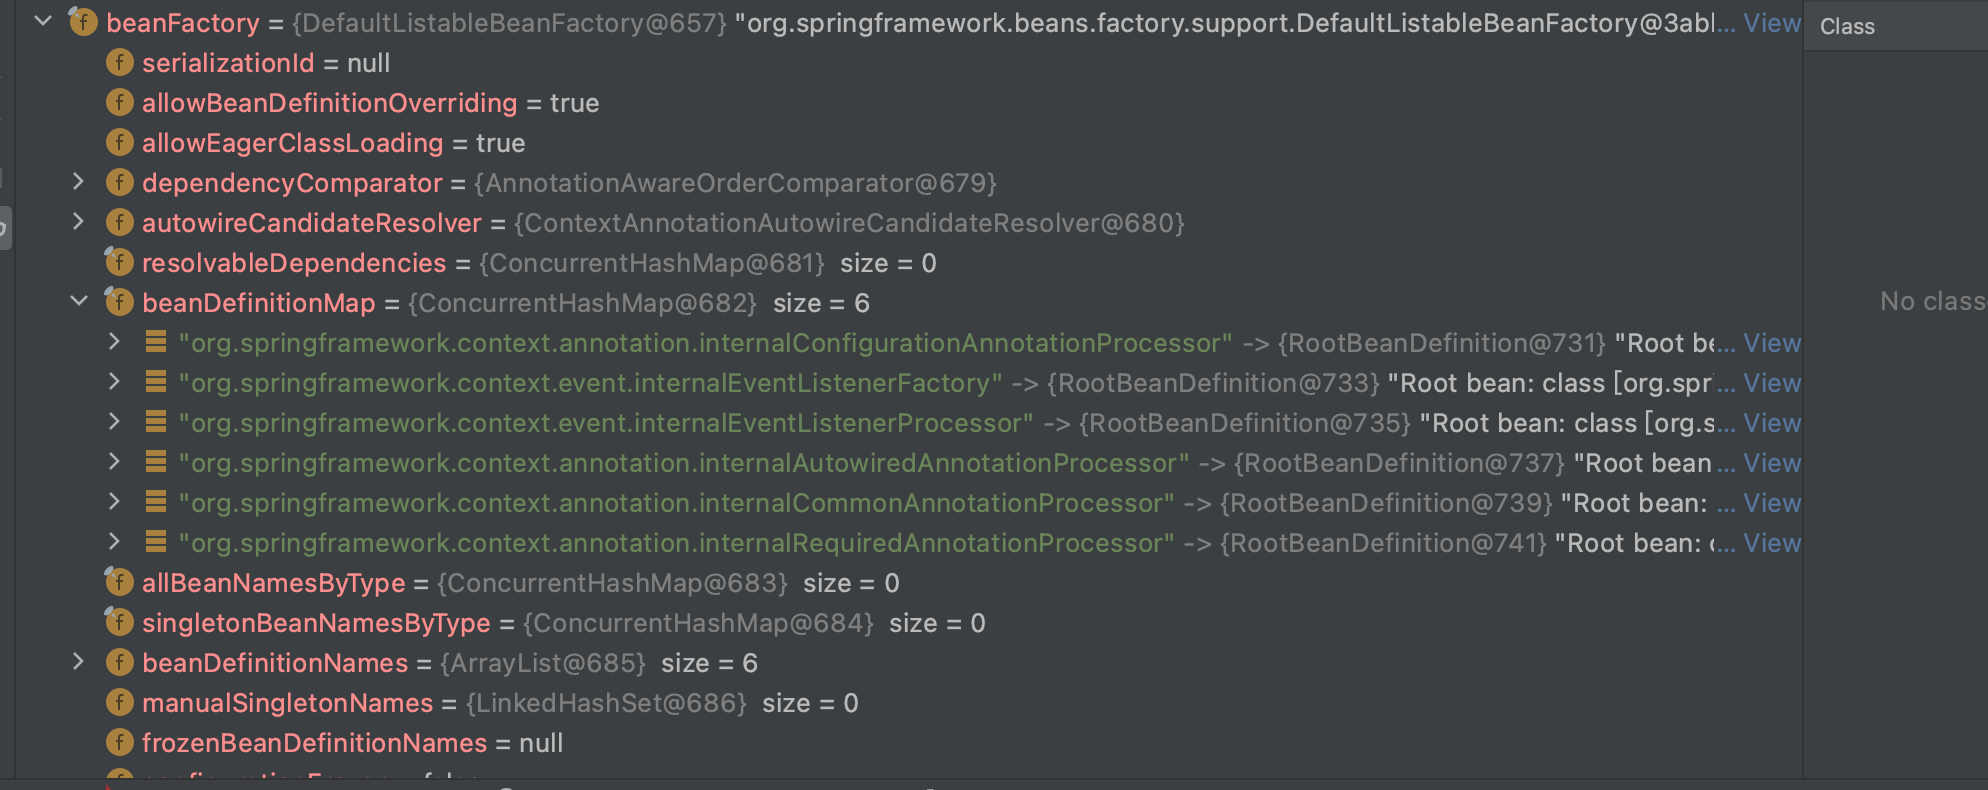 beanFactory = {DefaultListableBeanFactory@657} "org.springframework.beans.factory.support.DefaultListableBeanFactory@3abl... View
Class
serializationId = null
allowBeanDefinitionOverriding = true
allowEagerClassLoading = true
dependencyComparator = {AnnotationAwareOrderComparator@679}
autowireCandidateResolver = {ContextAnnotationAutowireCandidateResolver@680}
resolvableDependencies = {ConcurrentHashMap@681} size = 0
beanDefinitionMap = {ConcurrentHashMap@682} size = 6
No class
"org.springframework.context.annotation.internalConfigurationAnnotationProcessor" -> {RootBeanDefinition@731} "Root be... View
"org.springframework.context.event.internalEventListenerFactory" -> {RootBeanDefinition@733} "Root bean: class [org.spr... View
"org.springframework.context.event.internalEventListenerProcessor" -> {RootBeanDefinition@735} "Root bean: class [org.s... View
"org.springframework.context.annotation.internalAutowiredAnnotationProcessor" -> {RootBeanDefinition@737} "Root bean ... View
"org.springframework.context.annotation.internalCommonAnnotationProcessor" -> {RootBeanDefinition@739} "Root bean: ... View
"org.springframework.context.annotation.internalRequiredAnnotationProcessor" -> {RootBeanDefinition@741} "Root bean: c... View
allBeanNamesByType = {ConcurrentHashMap@683} size = 0
singletonBeanNamesByType = {ConcurrentHashMap@684} size = 0
beanDefinitionNames = {ArrayList@685} size = 6
manualSingletonNames = {LinkedHashSet@686} size = 0
frozenBeanDefinitionNames = null